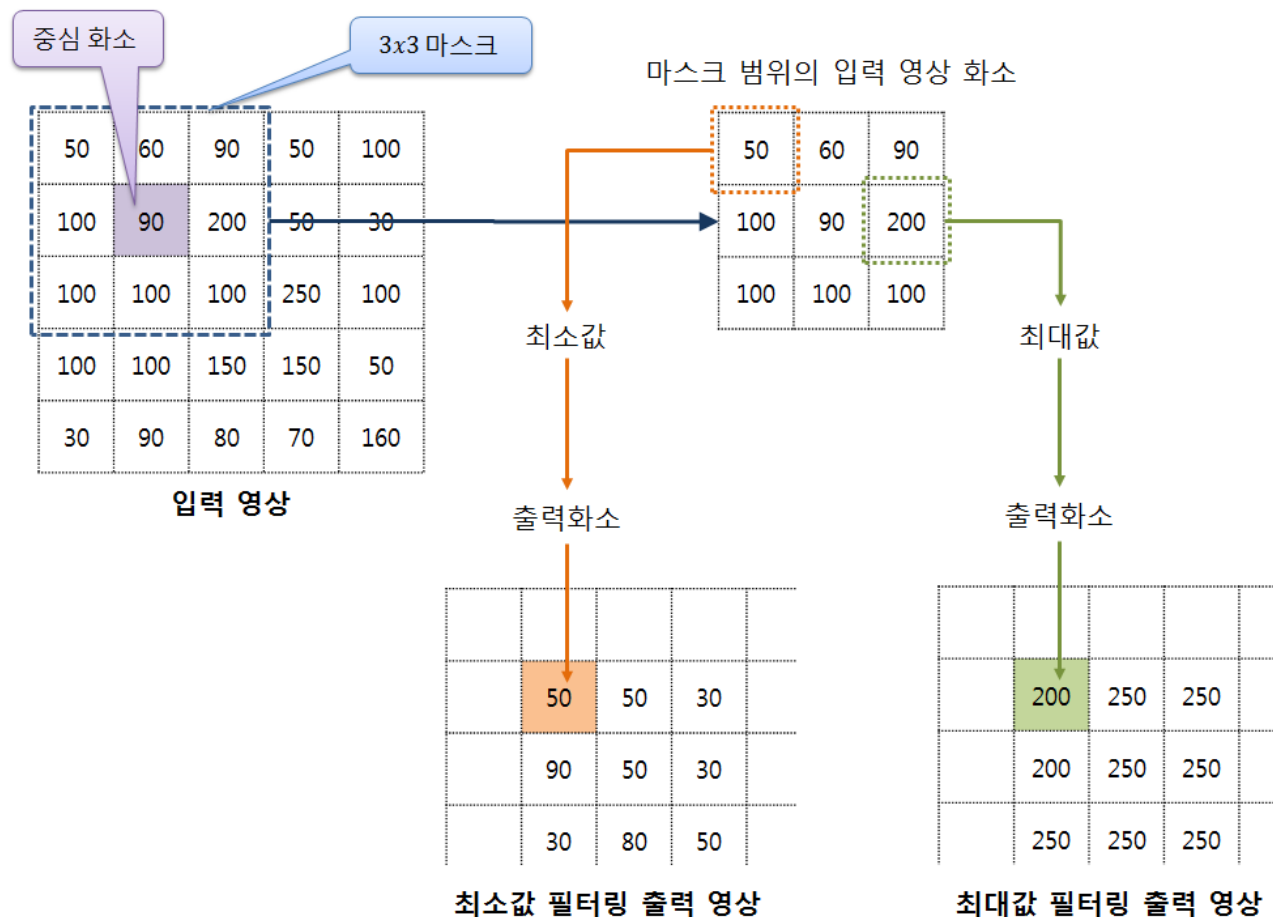 중심 화소
3x3 마스크
마스크 범위의 입력 영상 화소
50 60 90 50 100
100 90 200 50 30
100 100 100 250 100
100 100 150 150 50
30 90 80 70 160
입력 영상
50 60 90
100 90 200
100 100 100
최소값
최대값
출력화소
출력화소
50 50 30
90 50 30
30 80 50
최소값 필터링 출력 영상
200 250 250
200 250 250
250 250 250
최대값 필터링 출력 영상